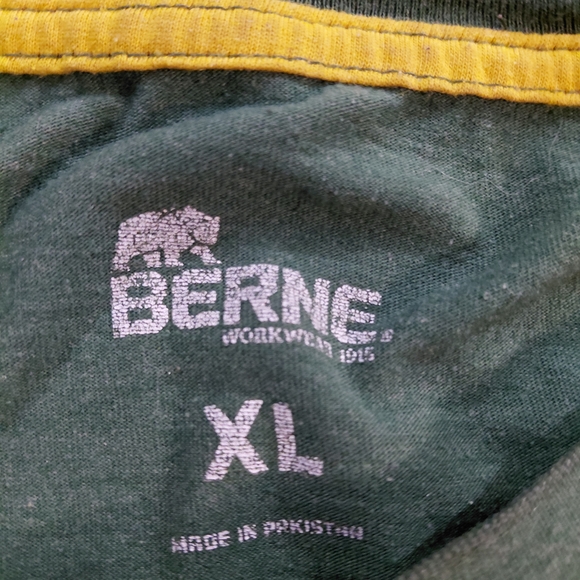 BERNE
WORKWEAR 1915
XL
MADE IN PAKISTAN